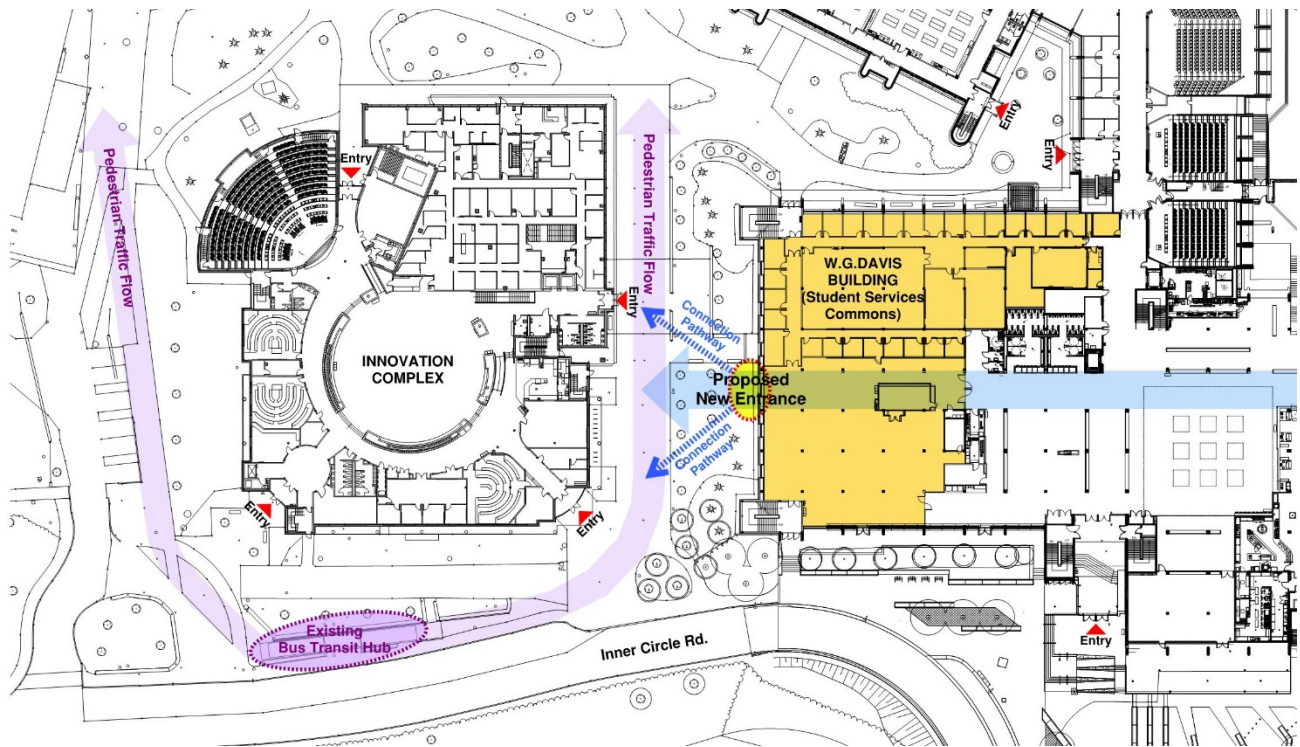 Entry
Entry
Entry
Pedestrian Traffic Flow
Pedestrian Traffic Flow
W.G.DAVIS
BUILDING
(Student Services
Commons)
Entry
Connection
Pathway
INNOVATION
COMPLEX
Proposed
New Entrance
Connection
Pathway
Entry
Entry
Existing
Bus Transit Hub
Inner Circle Rd.
Entry